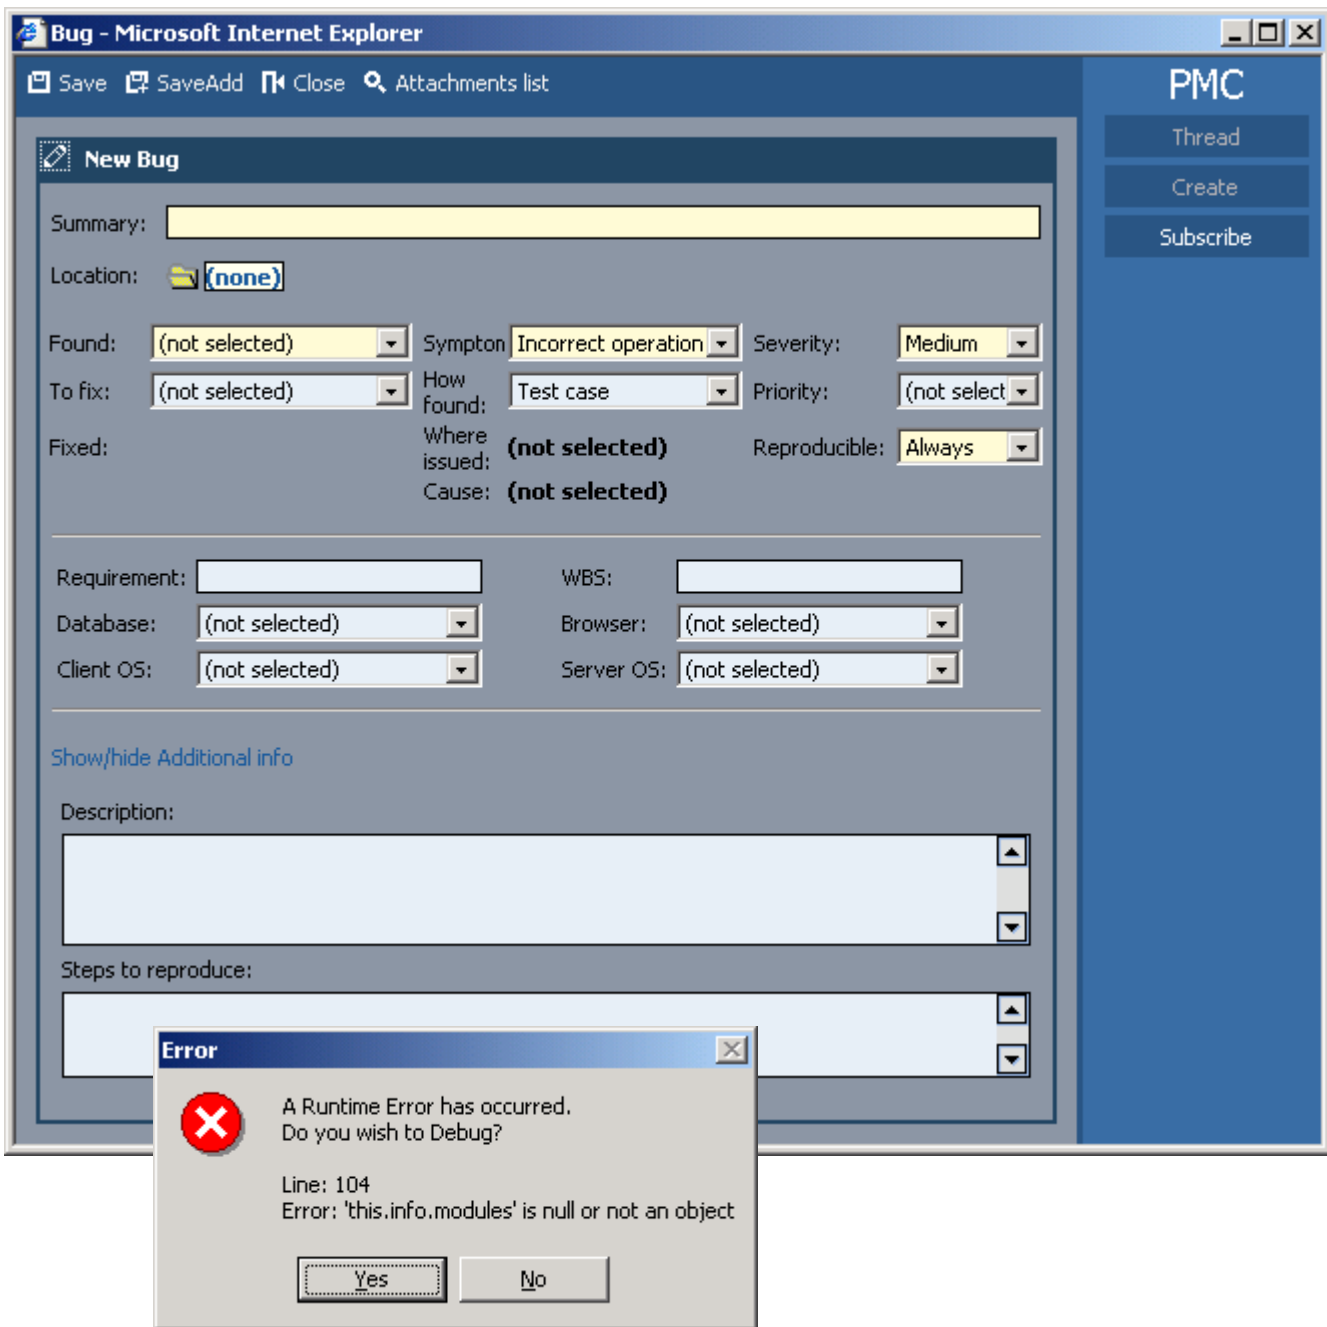 Bug - Microsoft Internet Explorer
Save SaveAdd Close Attachments list
PMC
Thread
Create
Subscribe
New Bug
Summary:
Location: (none)
Found: (not selected) Sympton Incorrect operation Severity: Medium
To fix: (not selected) How found: Test case Priority: (not select
Fixed: Where issued: (not selected) Reproducible: Always
Cause: (not selected)
Requirement: WBS:
Database: (not selected) Browser: (not selected)
Client OS: (not selected) Server OS: (not selected)
Show/hide Additional info
Description:
Steps to reproduce:
Error
A Runtime Error has occurred.
Do you wish to Debug?
Line: 104
Error: 'this.info.modules' is null or not an object
Yes No